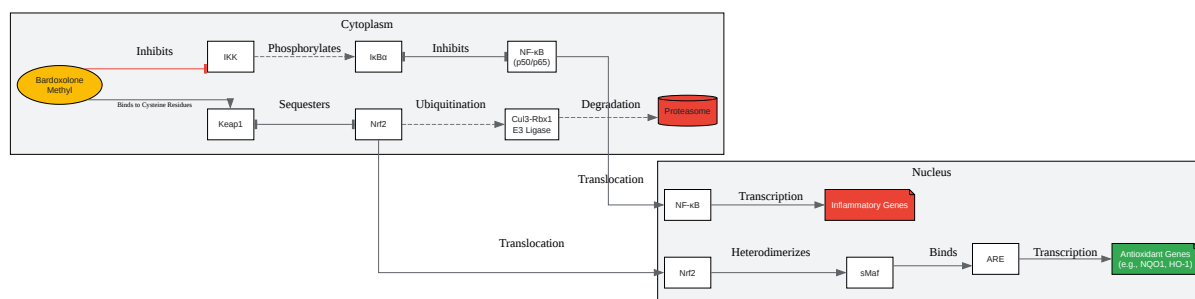 Cytoplasm
Inhibits
Phosphorylates
Inhibits
IKK
IκBα
NF-κB
(p50/p65)
Bardoxolone
Methyl
Binds to Cysteine Residues
Sequesters
Ubiquitination
Degradation
Keap1
Nrf2
Cul3-Rbx1
E3 Ligase
Proteasome
Translocation
Nucleus
NF-κB
Transcription
Inflammatory Genes
Translocation
Nrf2
Heterodimerizes
sMaf
Binds
ARE
Transcription
Antioxidant Genes
(e.g., NQO1, HO-1)